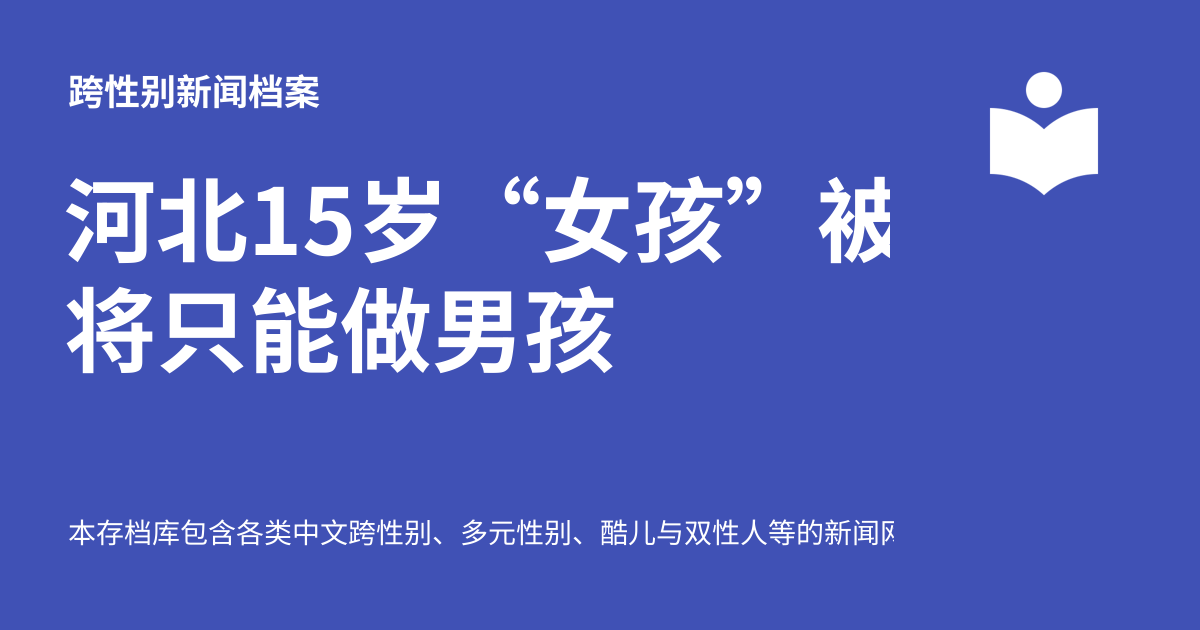 跨性别新闻档案
河北15岁“女孩”被
将只能做男孩
本存档库包含各类中文跨性别、多元性别、酷儿与双性人等的新闻网